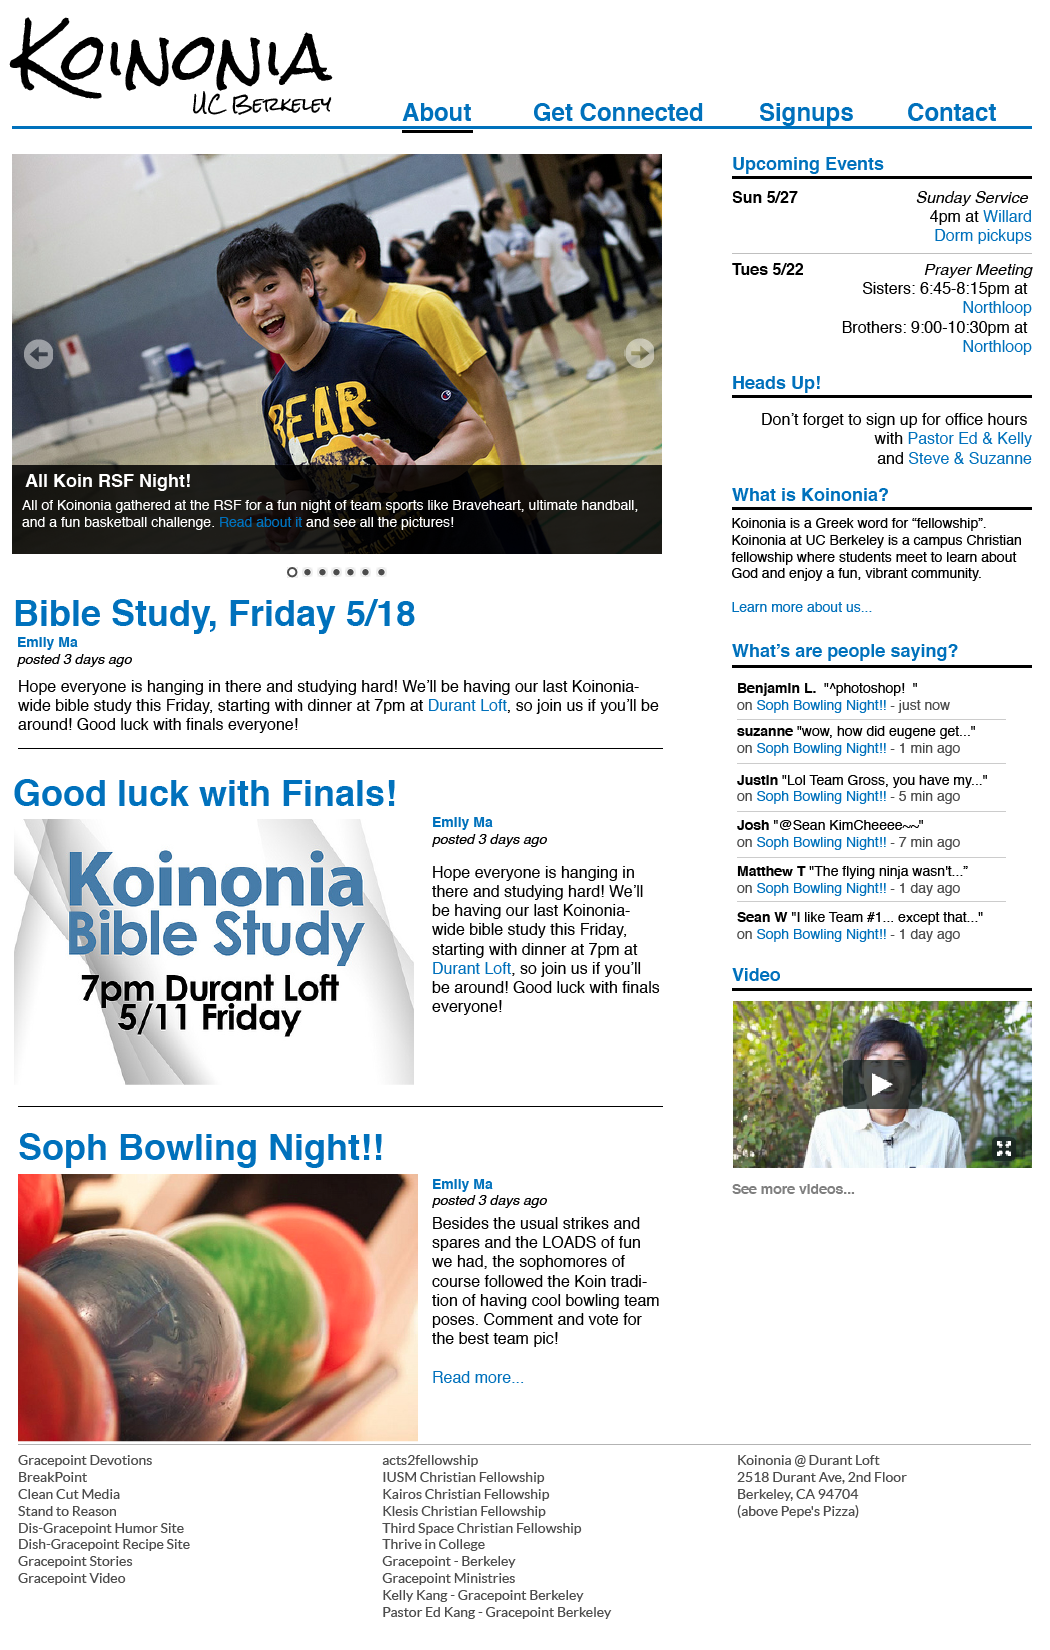 Koinonia
UC Berkeley
About
Get Connected
Signups
Contact
BEAR
All Koin RSF Night!
All of Koinonia gathered at the RSF for a fun night of team sports like Braveheart, ultimate handball,
and a fun basketball challenge. Read about it and see all the pictures!
Bible Study, Friday 5/18
Emily Ma
posted 3 days ago
Hope everyone is hanging in there and studying hard! We'll be having our last Koinonia-
wide bible study this Friday, starting with dinner at 7pm at Durant Loft, so join us if you'll be
around! Good luck with finals everyone!
Good luck with Finals!
Koinonia
Bible Study
7pm Durant Loft
5/11 Friday
Emily Ma
posted 3 days ago
Hope everyone is hanging in
there and studying hard! We'll
be having our last Koinonia-
wide bible study this Friday,
starting with dinner at 7pm at
Durant Loft, so join us if you'll
be around! Good luck with finals
everyone!
Soph Bowling Night!!
Emily Ma
posted 3 days ago
Besides the usual strikes and
spares and the LOADS of fun
we had, the sophomores of
course followed the Koin tradi-
tion of having cool bowling team
poses. Comment and vote for
the best team pic!
Read more...
Upcoming Events
Sun 5/27 Sunday Service
4pm at Willard
Dorm pickups
Tues 5/22 Prayer Meeting
Sisters: 6:45-8:15pm at
Northloop
Brothers: 9:00-10:30pm at
Northloop
Heads Up!
Don't forget to sign up for office hours
with Pastor Ed & Kelly
and Steve & Suzanne
What is Koinonia?
Koinonia is a Greek word for “fellowship”.
Koinonia at UC Berkeley is a campus Christian
fellowship where students meet to learn about
God and enjoy a fun, vibrant community.
Learn more about us...
What's are people saying?
Benjamin L. "^photoshop! "
on Soph Bowling Night!! - just now
suzanne "wow, how did eugene get..."
on Soph Bowling Night!! - 1 min ago
Justin "Lol Team Gross, you have my..."
on Soph Bowling Night!! - 5 min ago
Josh "@Sean KimCheeee~~"
on Soph Bowling Night!! - 7 min ago
Matthew T "The flying ninja wasn't...”
on Soph Bowling Night!! - 1 day ago
Sean W "I like Team #1... except that..."
on Soph Bowling Night!! - 1 day ago
Video
See more videos...
Gracepoint Devotions
BreakPoint
Clean Cut Media
Stand to Reason
Dis-Gracepoint Humor Site
Dish-Gracepoint Recipe Site
Gracepoint Stories
Gracepoint Video
acts2fellowship
IUSM Christian Fellowship
Kairos Christian Fellowship
Klesis Christian Fellowship
Third Space Christian Fellowship
Thrive in College
Gracepoint - Berkeley
Gracepoint Ministries
Kelly Kang - Gracepoint Berkeley
Pastor Ed Kang - Gracepoint Berkeley
Koinonia @ Durant Loft
2518 Durant Ave, 2nd Floor
Berkeley, CA 94704
(above Pepe's Pizza)